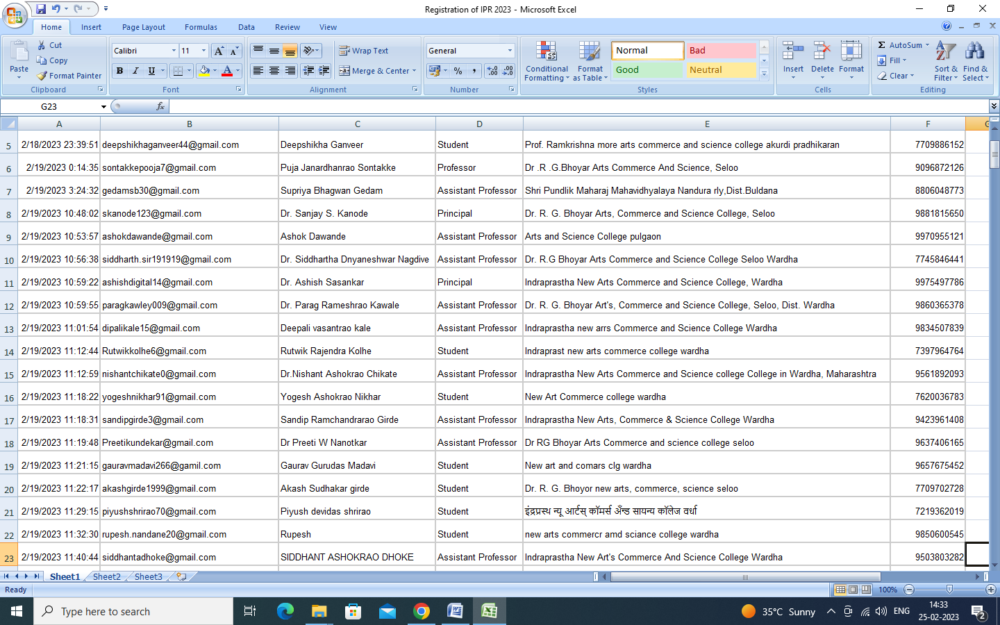 Registration of IPR 2023 - Microsoft Excel
Home Insert Page Layout Formulas Data Review View
Paste
Cut
Copy
Format Painter
Clipboard
Calibri 11
B I U
Font
Wrap Text
Merge & Center
Alignment
General
% ,
Number
Conditional Formatting
Format as Table
Normal Bad
Good Neutral
Styles
Insert Delete Format
Cells
Σ AutoSum
Fill
Clear
Sort & Filter
Find & Select
Editing
G23 fx
A B C D E F
5 2/18/2023 23:39:51 deepshikhaganveer44@gmail.com Deepshikha Ganveer Student Prof. Ramkrishna more arts commerce and science college akurdi pradhikaran 7709886152
6 2/19/2023 0:14:35 sontakkepooja7@gmail.com Puja Janardhanrao Sontakke Professor Dr .R .G.Bhoyar Arts Commerce And Science, Seloo 9096872126
7 2/19/2023 3:24:32 gedamsb30@gmail.com Supriya Bhagwan Gedam Assistant Professor Shri Pundlik Maharaj Mahavidhyalaya Nandura rly,Dist.Buldana 8806048773
8 2/19/2023 10:48:02 skanode123@gmail.com Dr. Sanjay S. Kanode Principal Dr. R. G. Bhoyar Arts, Commerce and Science College, Seloo 9881815650
9 2/19/2023 10:53:57 ashokdawande@gmail.com Ashok Dawande Assistant Professor Arts and Science College pulgaon 9970955121
10 2/19/2023 10:56:38 siddharth.sir191919@gmail.com Dr. Siddhartha Dnyaneshwar Nagdive Assistant Professor Dr. R.G Bhoyar Arts Commerce and Science College Seloo Wardha 7745846441
11 2/19/2023 10:59:22 ashishdigital14@gmail.com Dr. Ashish Sasankar Principal Indraprastha New Arts Commerce and Science College, Wardha 9975497786
12 2/19/2023 10:59:55 paragkawley009@gmail.com Dr. Parag Rameshrao Kawale Assistant Professor Dr. R. G. Bhoyar Art's, Commerce and Science College, Seloo, Dist. Wardha 9860365378
13 2/19/2023 11:01:54 dipalikale15@gmail.com Deepali vasantrao kale Assistant Professor Indraprastha new arrs Commerce and Science College Wardha 9834507839
14 2/19/2023 11:12:44 Rutwikkolhe6@gmail.com Rutwik Rajendra Kolhe Student Indraprast new arts commerce college wardha 7397964764
15 2/19/2023 11:12:59 nishantchikate0@gmail.com Dr.Nishant Ashokrao Chikate Assistant Professor Indraprastha New Arts Commerce and Science college College in Wardha, Maharashtra 9561892093
16 2/19/2023 11:18:22 yogeshnikhar91@gmail.com Yogesh Ashokrao Nikhar Student New Art Commerce college wardha 7620036783
17 2/19/2023 11:18:31 sandipgirde3@gmail.com Sandip Ramchandrarao Girde Assistant Professor Indraprastha New Arts, Commerce & Science College Wardha 9423961408
18 2/19/2023 11:19:48 Preetikundekar@gmail.com Dr Preeti W Nanotkar Assistant Professor Dr RG Bhoyar Arts Commerce and science college seloo 9637406165
19 2/19/2023 11:21:15 gauravmadavi266@gamil.com Gaurav Gurudas Madavi Student New art and comars clg wardha 9657675452
20 2/19/2023 11:22:17 akashgirde1999@gmail.com Akash Sudhakar girde Student Dr. R. G. Bhoyor new arts, commerce, science seloo 7709702728
21 2/19/2023 11:29:15 piyushshrirao70@gmail.com Piyush devidas shrirao Student इंद्रप्रस्थ न्यू आर्टस् कॉमर्स अँन्ड सायन्य कॉलेज वर्धा 7219362019
22 2/19/2023 11:32:30 rupesh.nandane20@gmail.com Rupesh Student new arts commercr amd sciance college wardha 9850600545
23 2/19/2023 11:40:44 siddhantadhoke@gmail.com SIDDHANT ASHOKRAO DHOKE Assistant Professor Indraprastha New Art's Commerce And Science College Wardha 9503803282
Sheet1 Sheet2 Sheet3
Ready 100%
Type here to search
35°C Sunny ENG
14:33
25-02-2023
2